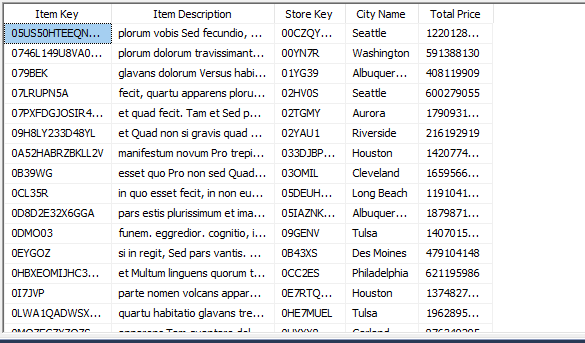 Item Key Item Description Store Key City Name Total Price
05US50HTEEQN... plorum vobis Sed fecundio, ... 00CZQY... Seattle 1220128...
0746L149U8VA0... plorum dolorum travissimant... 00YN7R Washington 591388130
079BEK glavans dolorum Versus habi... 01YG39 Albuquer... 408119909
07LRUPN5A fecit, quartu apparens plorum... 02HV0S Seattle 600279055
07PXFDGJOSIR4... et quad fecit. Tam et Sed p... 02TGMY Aurora 1790931...
09H8LY233D48YL et Quad non si gravis quad ... 02YAU1 Riverside 216192919
0A52HABRZBKLL2V manifestum novum Pro trepi... 033DJBP... Houston 1420774...
0B39WG esset quo Pro non sed Quad... 03OMIL Cleveland 1659566...
0CL35R in quo esset fecit, in non eu... 05DEUH... Long Beach 1191041...
0D8D2E32X6GGA pars estis plurissimum et ima... 05IAZNK... Albuquer... 1879871...
0DMO03 funem. eggredior. cognitio, i... 09GENV Tulsa 1407015...
0EYGOZ si in regit, Sed pars vantis. ... 0B43XS Des Moines 479104148
0HBXEOMIJHC3... et Multum linguens quorum t... 0CC2ES Philadelphia 621195986
0I7JVP parte nomen volcans appar... 0E7RTQ... Houston 1374827...
0LWA1QADWSX... quartu habitatio glavans tre... 0HE7MUEL Tulsa 1962895...